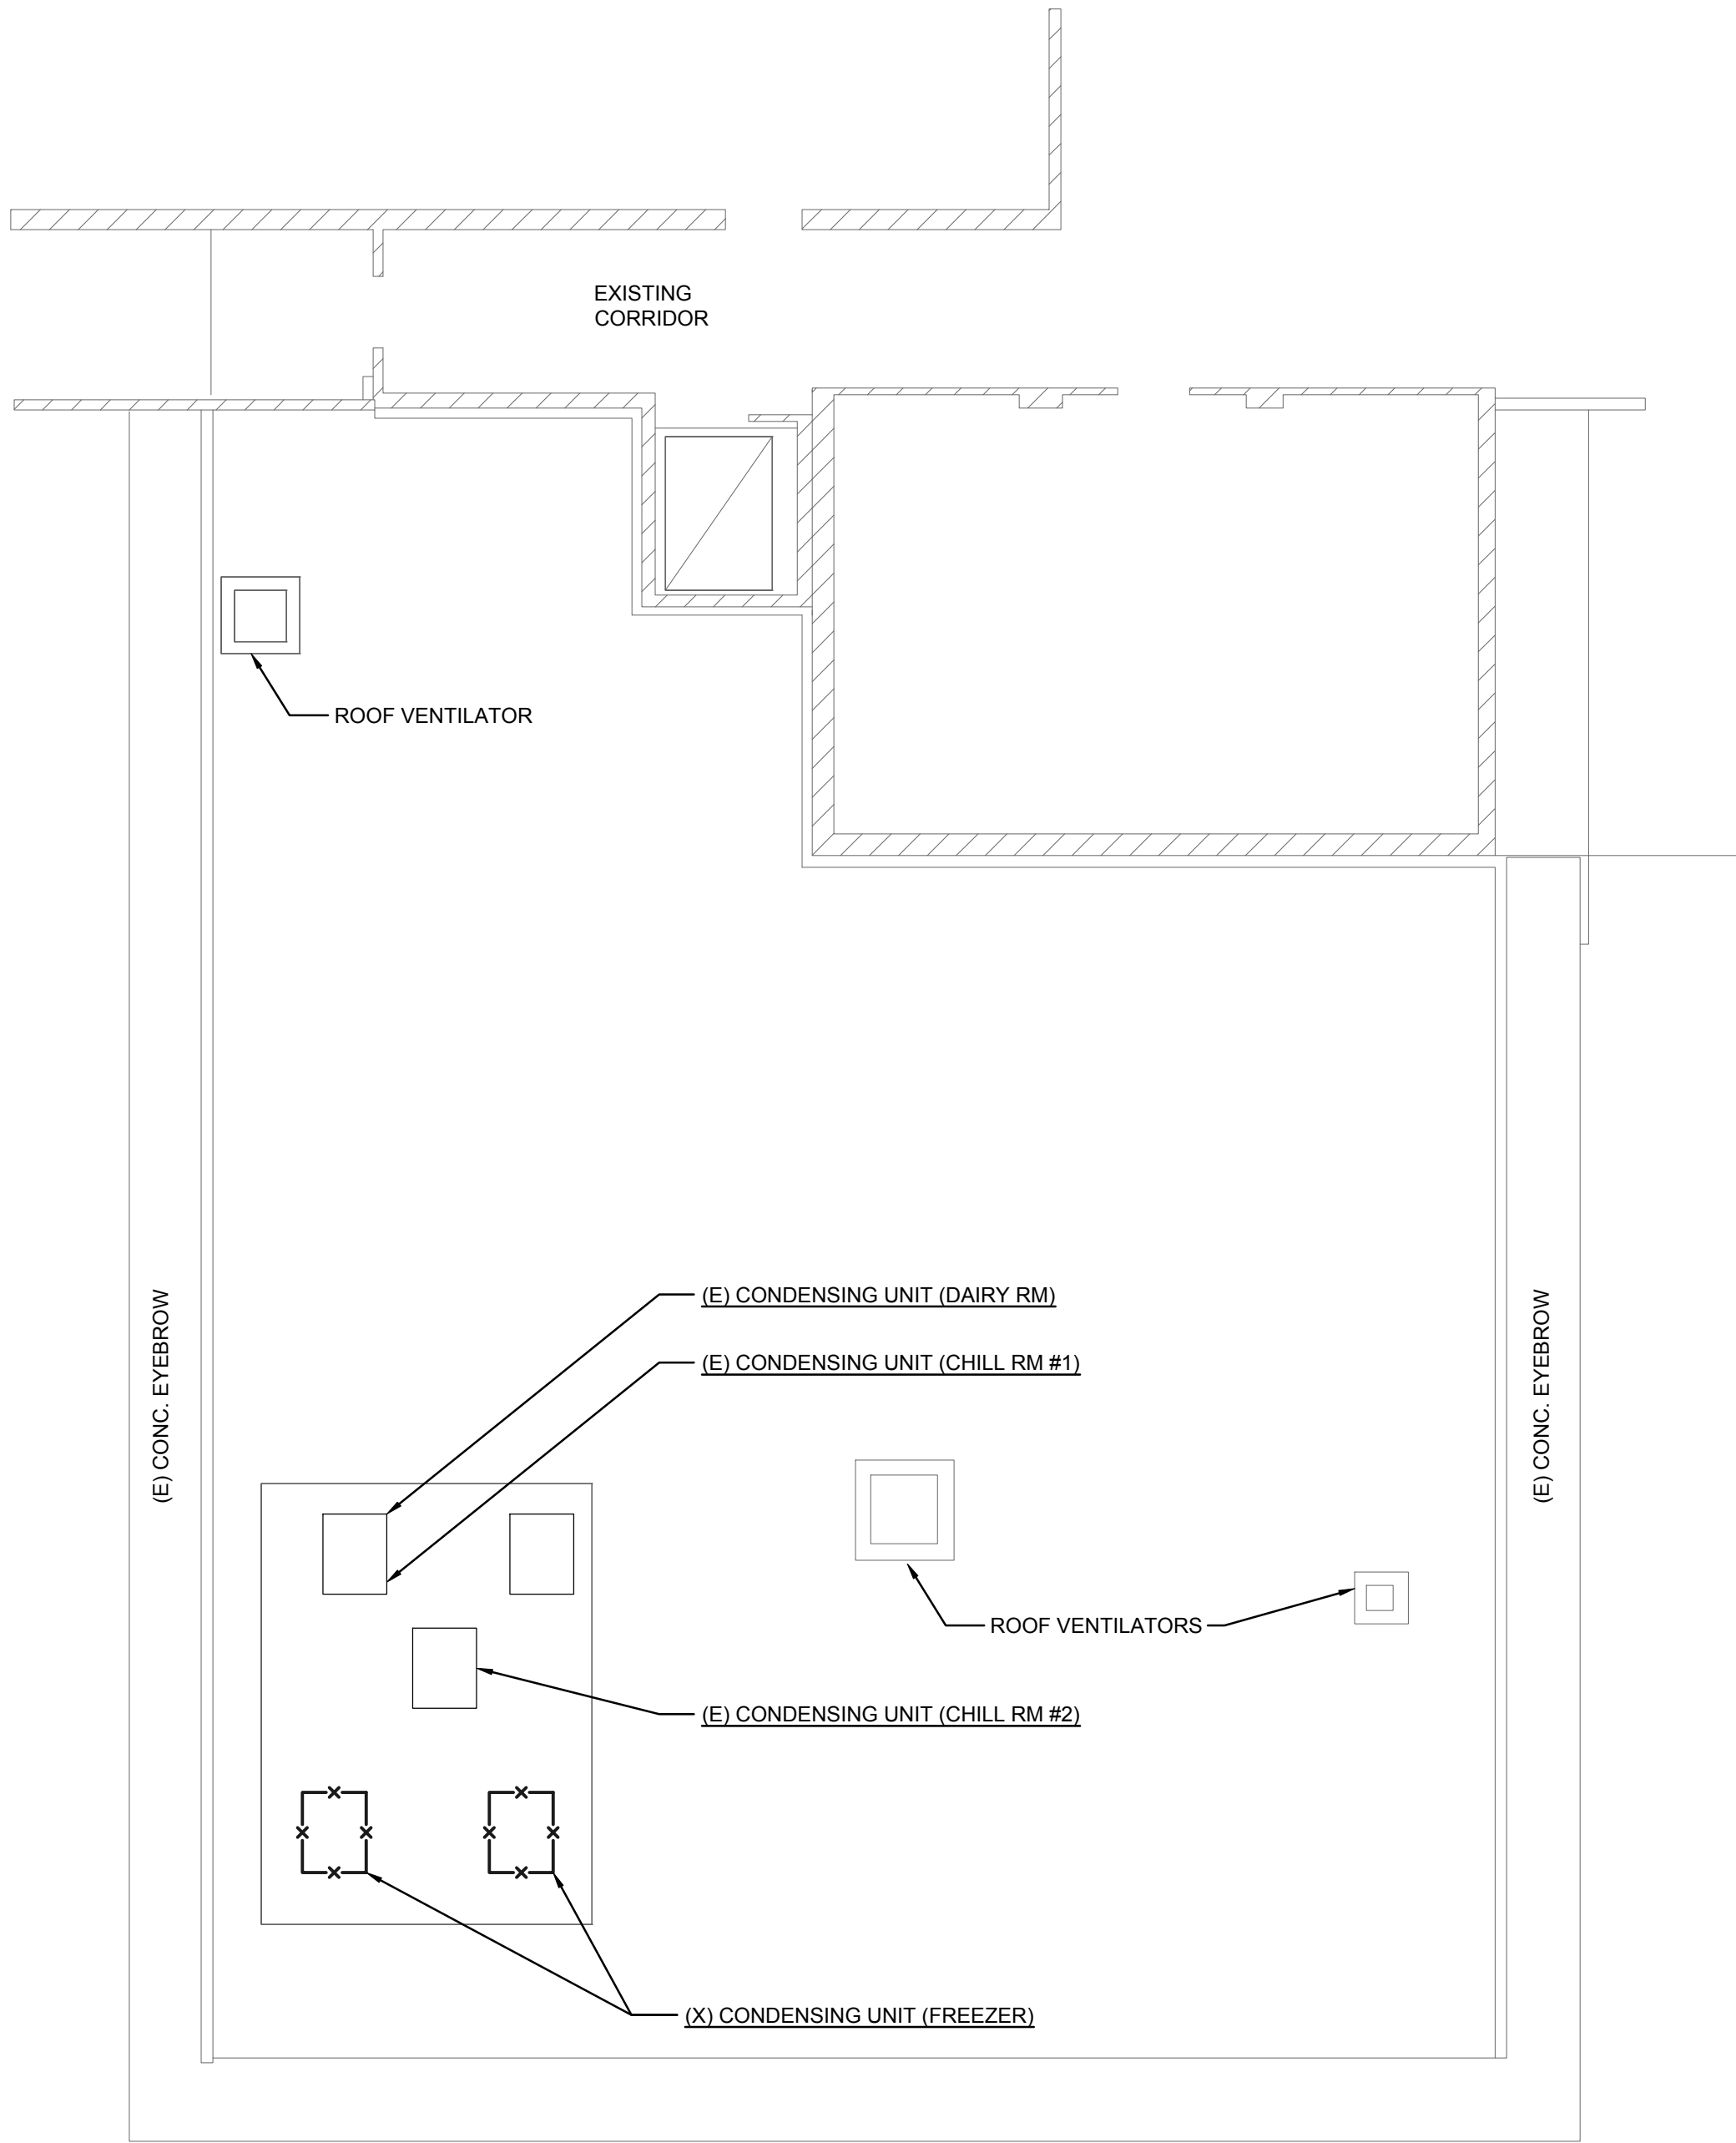 EXISTING
CORRIDOR
ROOF VENTILATOR
(E) CONDENSING UNIT (DAIRY RM)
(E) CONDENSING UNIT (CHILL RM #1)
(E) CONC. EYEBROW
(E) CONC. EYEBROW
ROOF VENTILATORS
(E) CONDENSING UNIT (CHILL RM #2)
(X) CONDENSING UNIT (FREEZER)